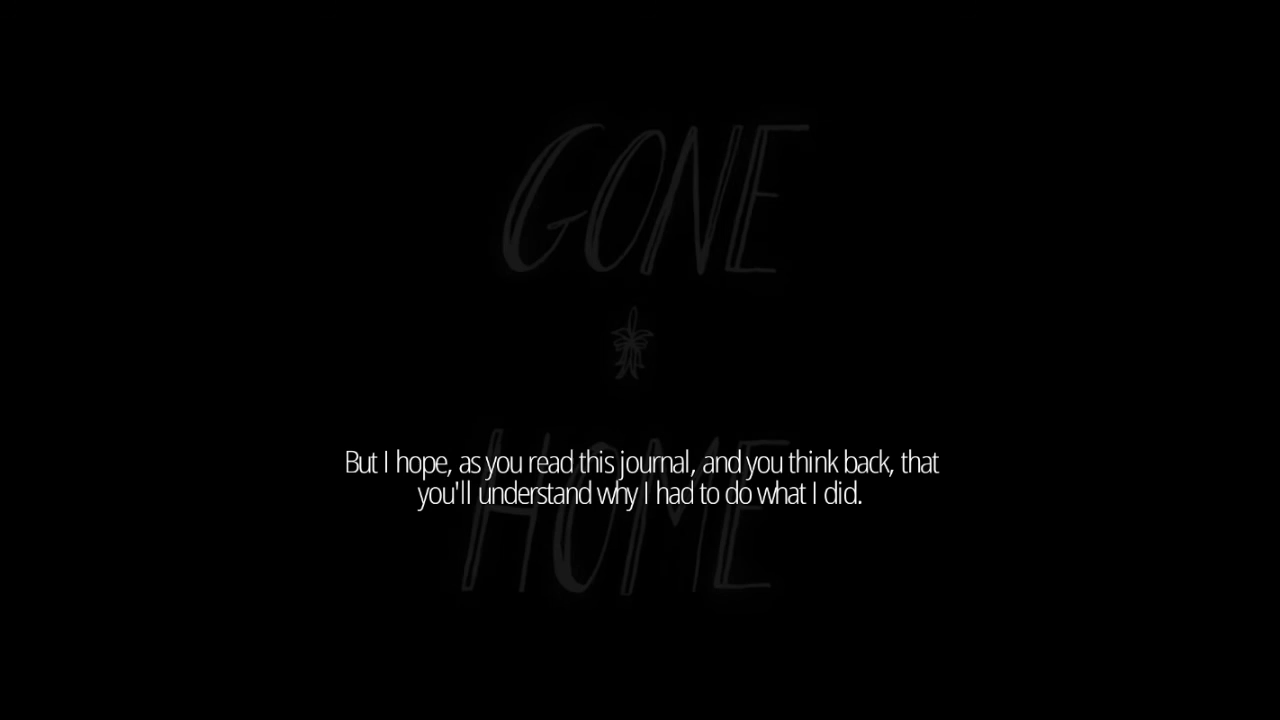 GONE
HOME
But I hope, as you read this journal, and you think back, that
you'll understand why I had to do what I did.